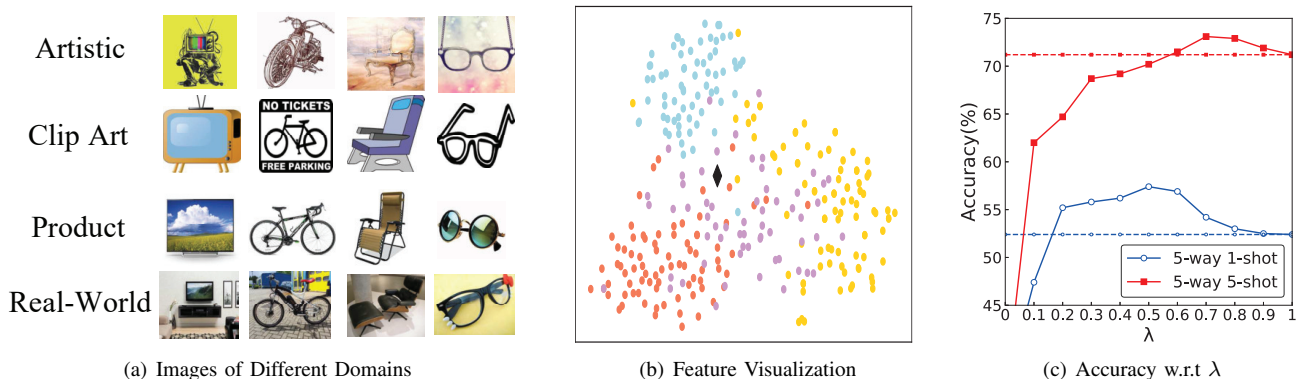 Artistic
Clip Art
NO TICKETS
FREE PARKING
Product
Real-World
(a) Images of Different Domains
(b) Feature Visualization
75
70
65
60
55
50
45
Accuracy(%)
5-way 1-shot
5-way 5-shot
0 0.1 0.2 0.3 0.4 0.5 0.6 0.7 0.8 0.9 1
λ
(c) Accuracy w.r.t λ